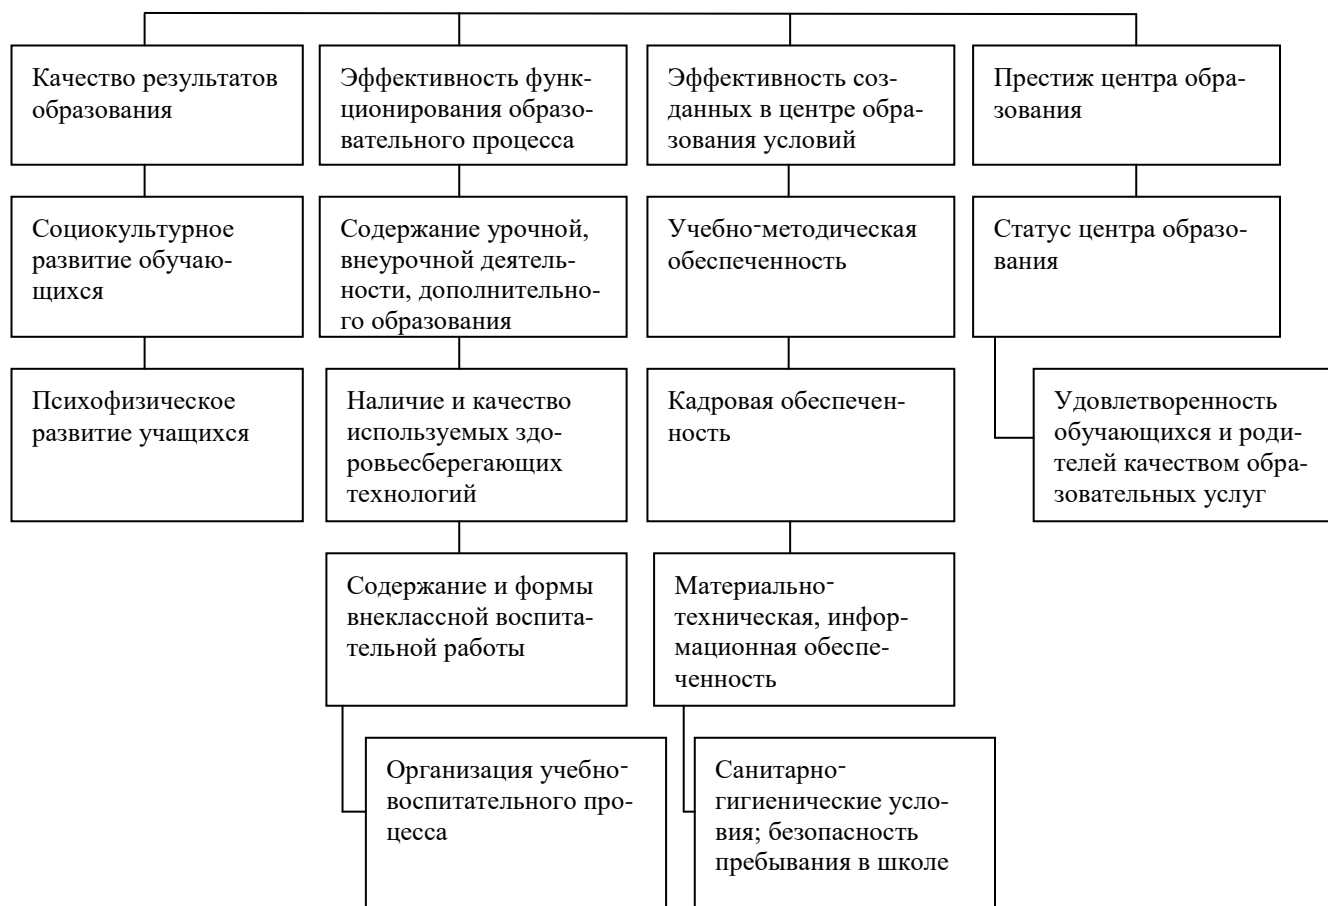 Качество результатов
образования
Эффективность функ-
ционирования образо-
вательного процесса
Эффективность соз-
данных в центре обра-
зования условий
Престиж центра обра-
зования
Социокультурное
развитие обучаю-
щихся
Содержание урочной,
внеурочной деятель-
ности, дополнительно-
го образования
Учебно-методическая
обеспеченность
Статус центра образо-
вания
Психофизическое
развитие учащихся
Наличие и качество
используемых здо-
ровьесберегающих
технологий
Кадровая обеспечен-
ность
Удовлетворенность
обучающихся и роди-
телей качеством обра-
зовательных услуг
Содержание и формы
внеклассной воспита-
тельной работы
Материально-
техническая, инфор-
мационная обеспе-
ченность
Организация учебно-
воспитательного про-
цесса
Санитарно-
гигиенические усло-
вия; безопасность
пребывания в школе